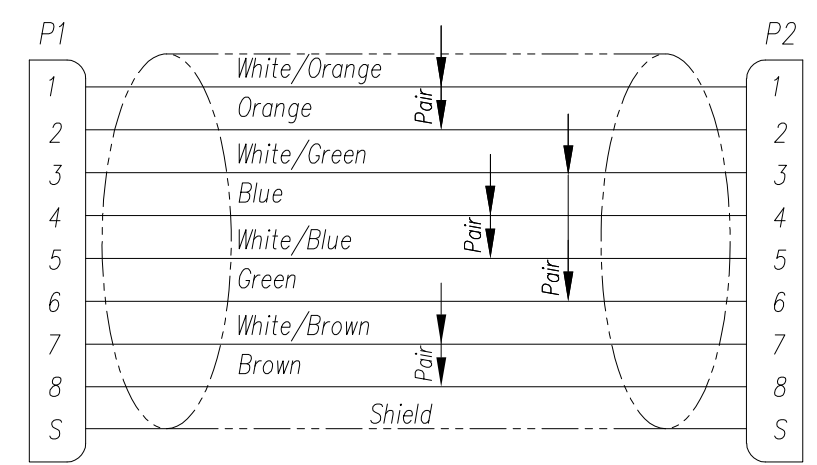 P1 P2
White/Orange
1 1
Orange Pair
2 2
White/Green
3 3
Blue
4 4
White/Blue Pair
5 5
Green Pair
6 6
White/Brown
7 7
Brown Pair
8 8
Shield
S S